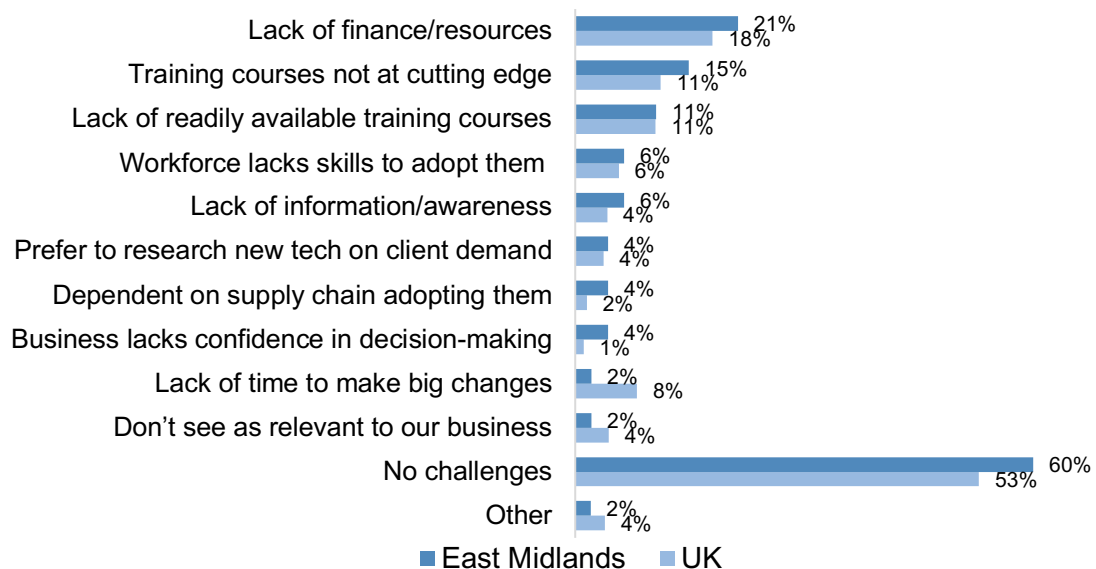 Lack of finance/resources 21% 18%
Training courses not at cutting edge 15% 11%
Lack of readily available training courses 11% 11%
Workforce lacks skills to adopt them 6% 6%
Lack of information/awareness 6% 4%
Prefer to research new tech on client demand 4% 4%
Dependent on supply chain adopting them 4% 2%
Business lacks confidence in decision-making 4% 1%
Lack of time to make big changes 2% 8%
Don’t see as relevant to our business 2% 4%
No challenges 60% 53%
Other 2% 4%
East Midlands UK